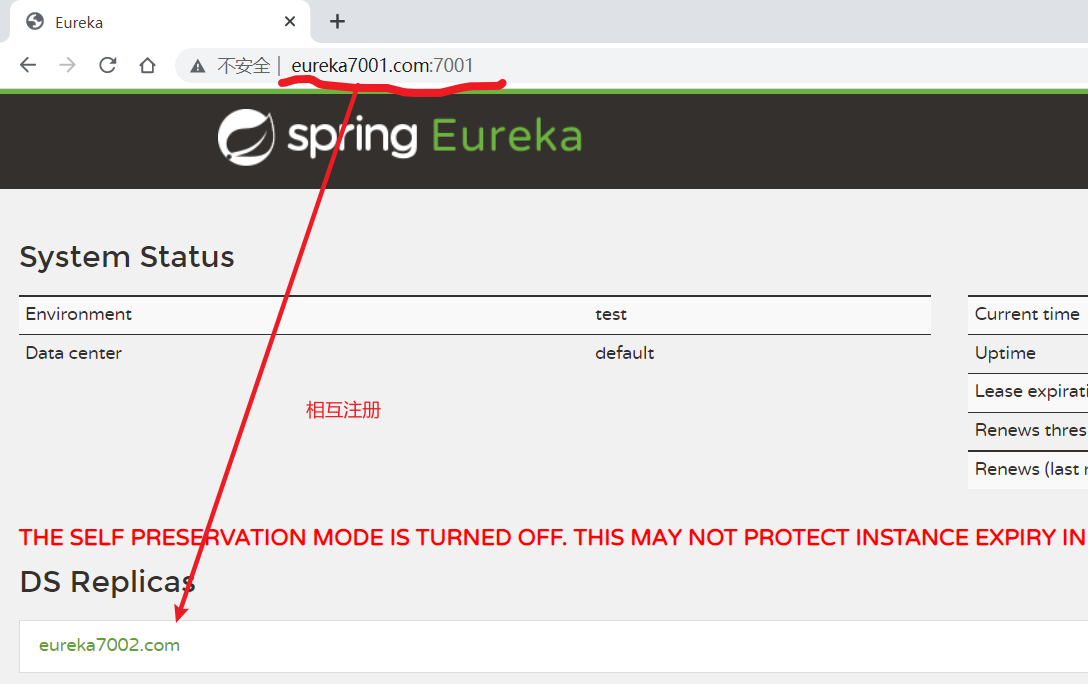 Eureka
不安全 | eureka7001.com:7001
spring Eureka
System Status
Environment test
Data center default
Current time
Uptime
Lease expirati
Renews thres
Renews (last r
相互注册
THE SELF PRESERVATION MODE IS TURNED OFF. THIS MAY NOT PROTECT INSTANCE EXPIRY IN
DS Replicas
eureka7002.com